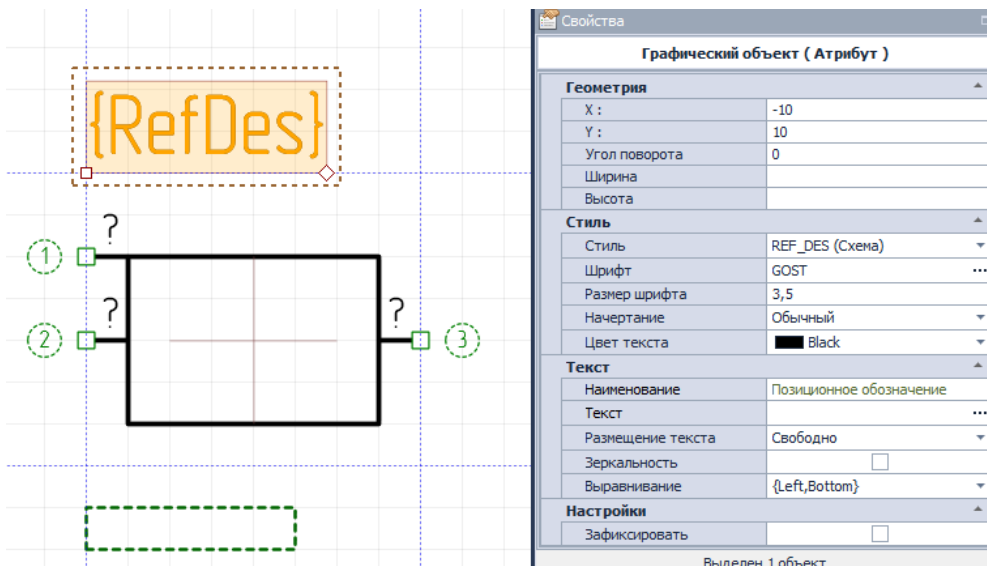 Свойства
Графический объект ( Атрибут )
{RefDes}
Геометрия
X : -10
Y : 10
Угол поворота 0
Ширина
Высота
Стиль
Стиль REF_DES (Схема)
Шрифт GOST ...
Размер шрифта 3,5
Начертание Обычный
Цвет текста Black
Текст
Наименование Позиционное обозначение
Текст ...
Размещение текста Свободно
Зеркальность
Выравнивание {Left,Bottom}
Настройки
Зафиксировать
Выделен 1 объект
?
1
? ?
2 3